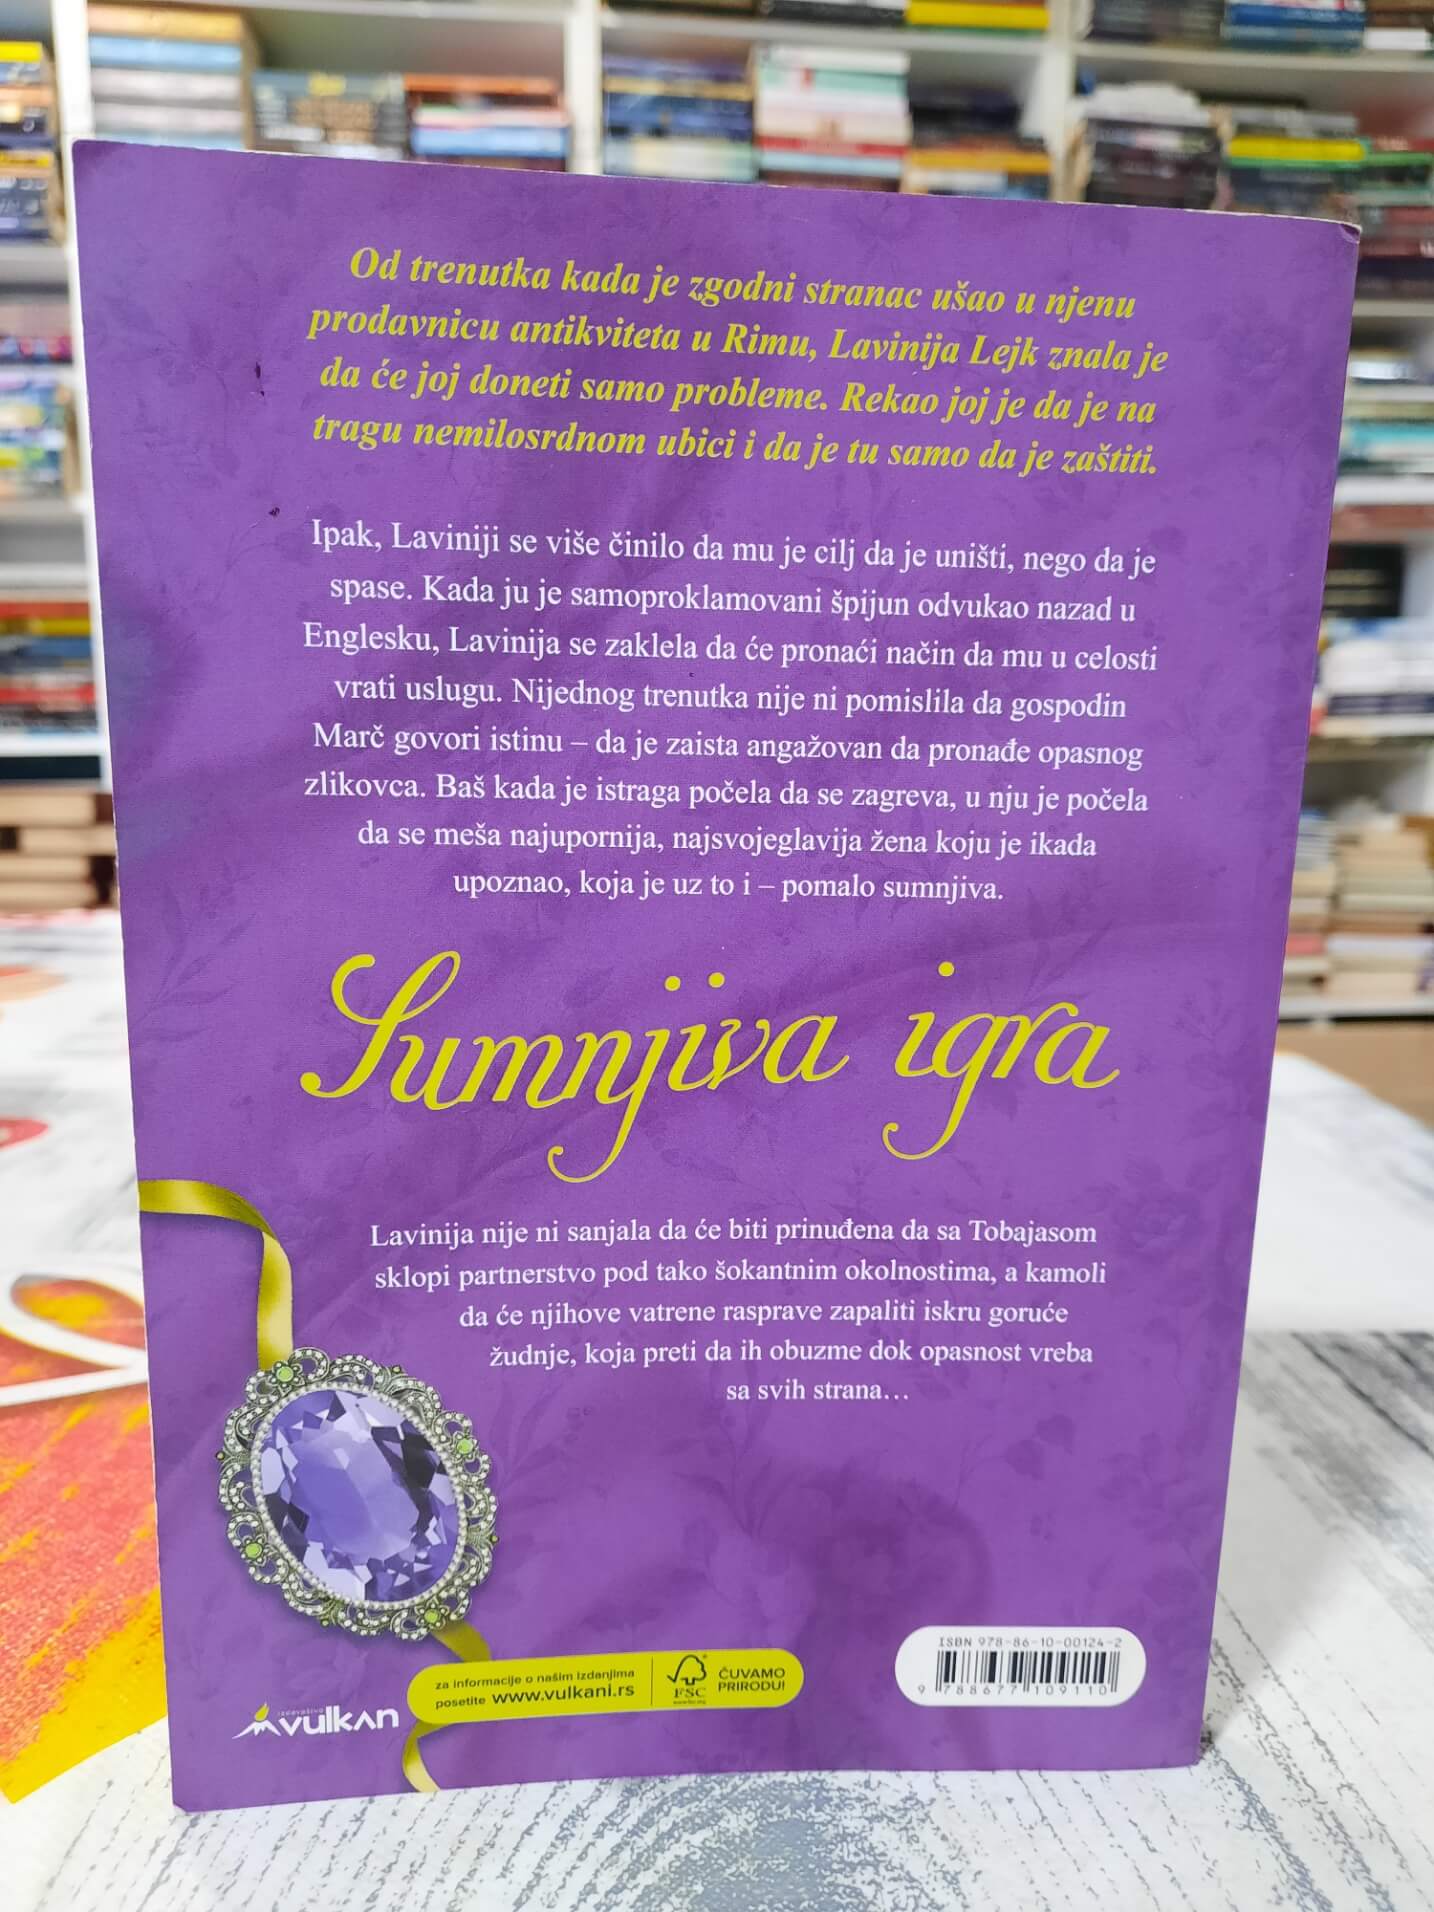 Od trenutka kada je zgodni stranac ušao u njenu
prodavnicu antikviteta u Rimu, Lavinija Lejk znala je
da će joj doneti samo probleme. Rekao joj je da je na
tragu nemilosrdnom ubici i da je tu samo da je zaštiti.
Ipak, Laviniji se više činilo da mu je cilj da je uništi, nego da je
spase. Kada ju je samoproklamovani špijun odvukao nazad u
Englesku, Lavinija se zaklela da će pronaći način da mu u celosti
vrati uslugu. Nijednog trenutka nije ni pomislila da gospodin
Marč govori istinu – da je zaista angažovan da pronađe opasnog
zlikovca. Baš kada je istraga počela da se zagreva, u nju je počela
da se meša najupornija, najsvojeglavija žena koju je ikada
upoznao, koja je uz to i – pomalo sumnjiva.
Sumnjiva igra
Lavinija nije ni sanjala da će biti prinuđena da sa Tobajasom
sklopi partnerstvo pod tako šokantnim okolnostima, a kamoli
da će njihove vatrene rasprave zapaliti iskru goruće
žudnje, koja preti da ih obuzme dok opasnost vreba
sa svih strana...
ISBN 978-86-10-00124-2
9 788677 109110
za informacije o našim izdanjima
posetite www.vulkani.rs
FSC
www.fsc.org
ČUVAMO
PRIRODU!
izdavaštvo
vulkan